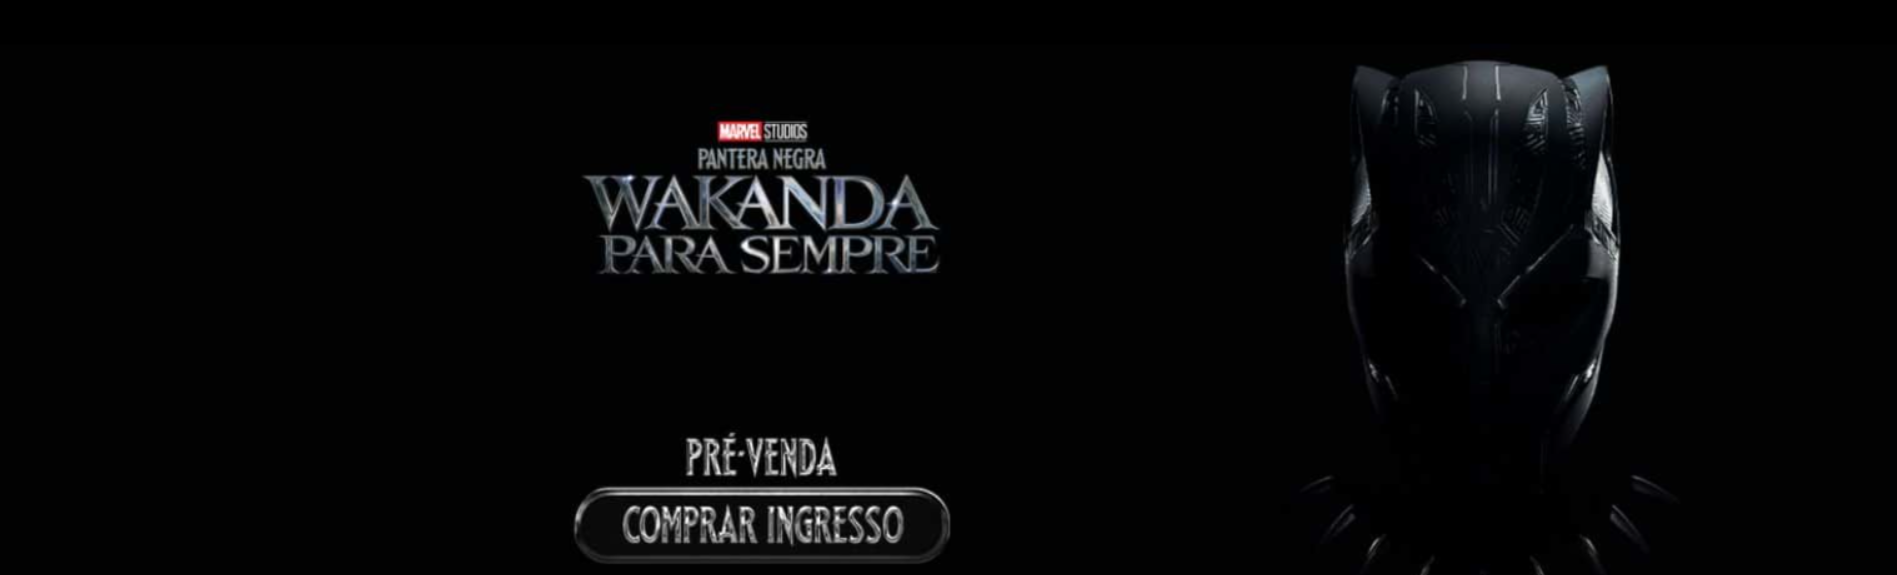 MARVEL STUDIOS
PANTERA NEGRA
WAKANDA
PARA SEMPRE
PRÉ-VENDA
COMPRAR INGRESSO